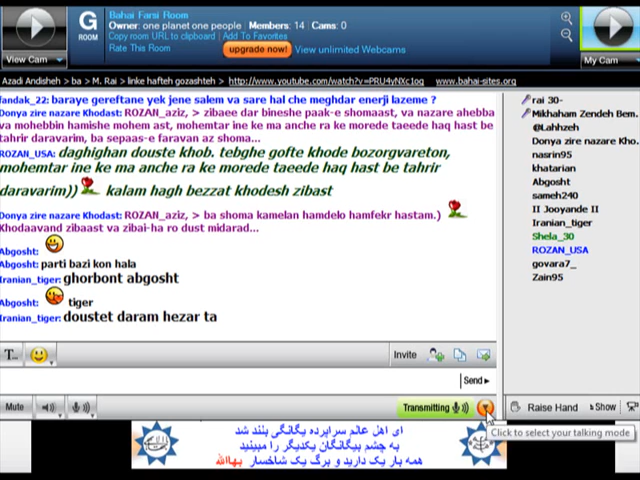 Bahai Farsi Room
Owner: one planet one people | Members: 14 | Cams: 0
Copy room URL to clipboard | Add To Favorites
Rate This Room
upgrade now!
View unlimited Webcams
G
ROOM
View Cam
My Cam
Azadi Andisheh > ba > M. Rai > linke hafteh gozashteh > http://www.youtube.com/watch?v=PRU4yNXc1og www.bahai-sites.org
fandak_22: baraye gereftane yek jene salem va sare hal che meghdar enerji lazeme ?
Donya zire nazare Khodast: ROZAN_aziz, > zibaee dar bineshe paak-e shomaast, va nazare ahebba
va mohebbin hamishe mohem ast, mohemtar ine ke ma anche ra ke morede taeede haq hast be
tahrir daravarim, ba sepaas-e faravan az shoma...
ROZAN_USA: daghighan douste khob. tebghe gofte khode bozorgvareton,
mohemtar ine ke ma anche ra ke morede taeede haq hast be tahrir
daravarim)) kalam hagh bezzat khodesh zibast
Donya zire nazare Khodast: ROZAN_aziz, > ba shoma kamelan hamdelo hamfekr hastam.)
Khodaavand zibaast va zibai-ha ro dust midarad...
Abgosht:
Abgosht: parti bazi kon hala
Iranian_tiger: ghorbont abgosht
Abgosht: tiger
Iranian_tiger: doustet daram hezar ta
rai 30-
Mikhaham Zendeh Bem.
@Lahhzeh
Donya zire nazare Kho.
nasrin95
khatarian
Abgosht
sameh240
II Jooyande II
Iranian_tiger
Shela_30
ROZAN_USA
govara7_
Zain95
T...
Invite
Send
Mute
Transmitting
Raise Hand
Show
Click to select your talking mode
ای اهل عالم سراپرده یگانگی بلند شد
به چشم بیگانگان یکدیگر را مبینید
همه بار یک دارید و برگ یک شاخسار بهاالله